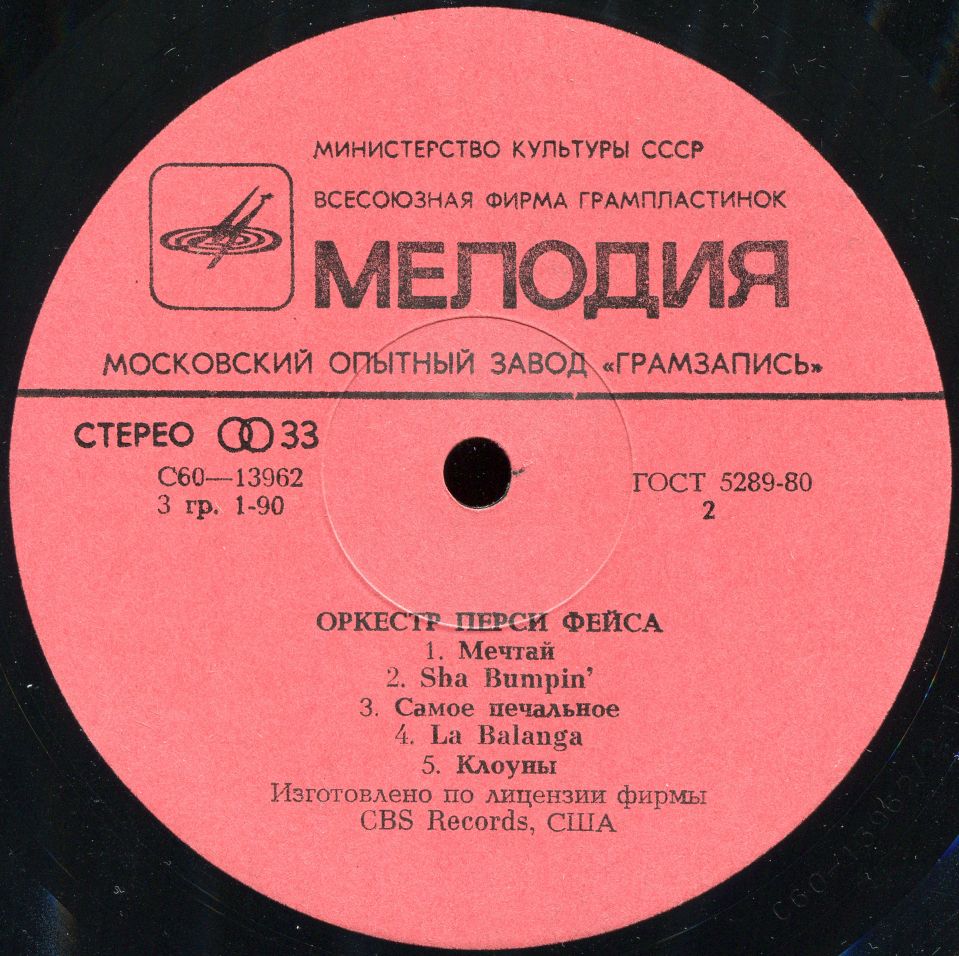 МИНИСТЕРСТВО КУЛЬТУРЫ СССР
ВСЕСОЮЗНАЯ ФИРМА ГРАМПЛАСТИНОК
МЕЛОДИЯ
МОСКОВСКИЙ ОПЫТНЫЙ ЗАВОД «ГРАМЗАПИСЬ»
СТЕРЕО 33
С60—13962
3 гр. 1-90
ГОСТ 5289-80
2
ОРКЕСТР ПЕРСИ ФЕЙСА
1. Мечтай
2. Sha Bumpin’
3. Самое печальное
4. La Balanga
5. Клоуны
Изготовлено по лицензии фирмы
CBS Records, США